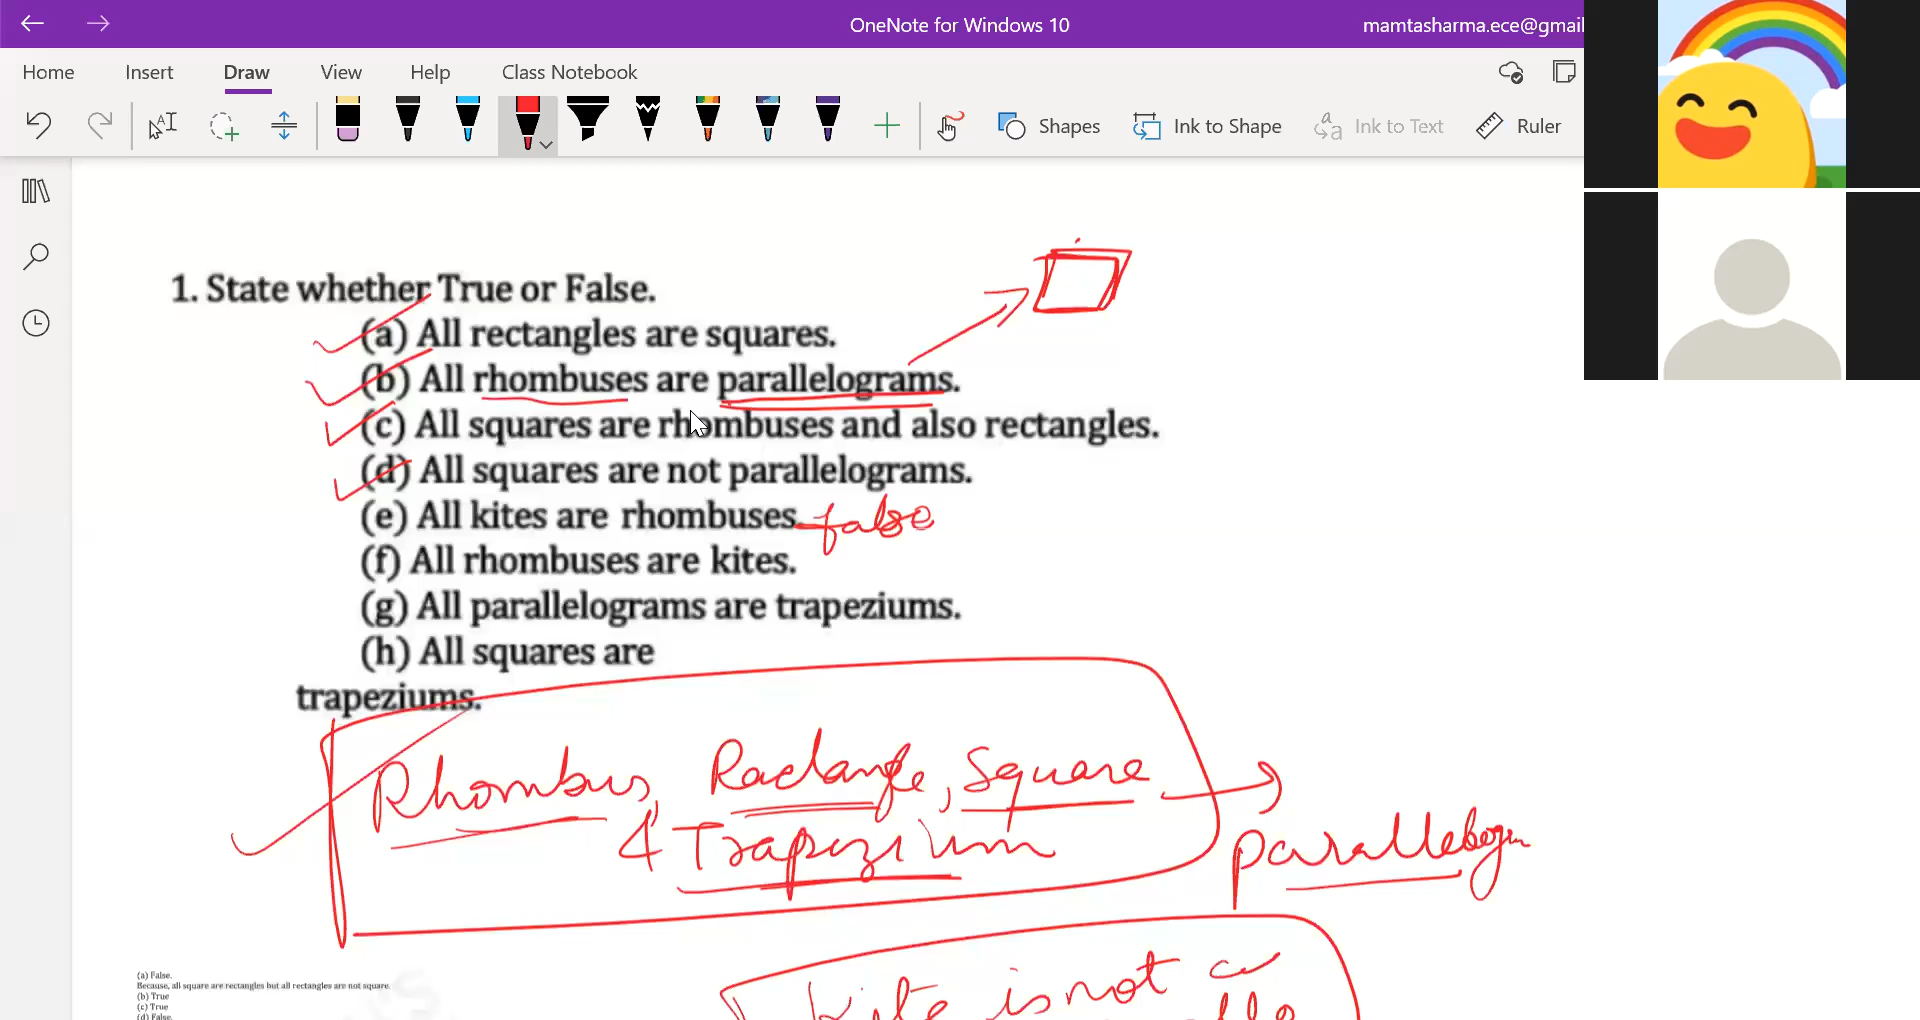 OneNote for Windows 10
mamtasharma.ece@gmail
Home Insert Draw View Help Class Notebook
Shapes Ink to Shape Ink to Text Ruler
1. State whether True or False.
(a) All rectangles are squares.
(b) All rhombuses are parallelograms.
(c) All squares are rhombuses and also rectangles.
(d) All squares are not parallelograms.
(e) All kites are rhombuses. false
(f) All rhombuses are kites.
(g) All parallelograms are trapeziums.
(h) All squares are
trapeziums.
Rhombus, Ractangle, Square
& Trapezium
Kite is not a
(a) False.
Because, all square are rectangles but all rectangles are not square.
(b) True
(c) True
(d) False.